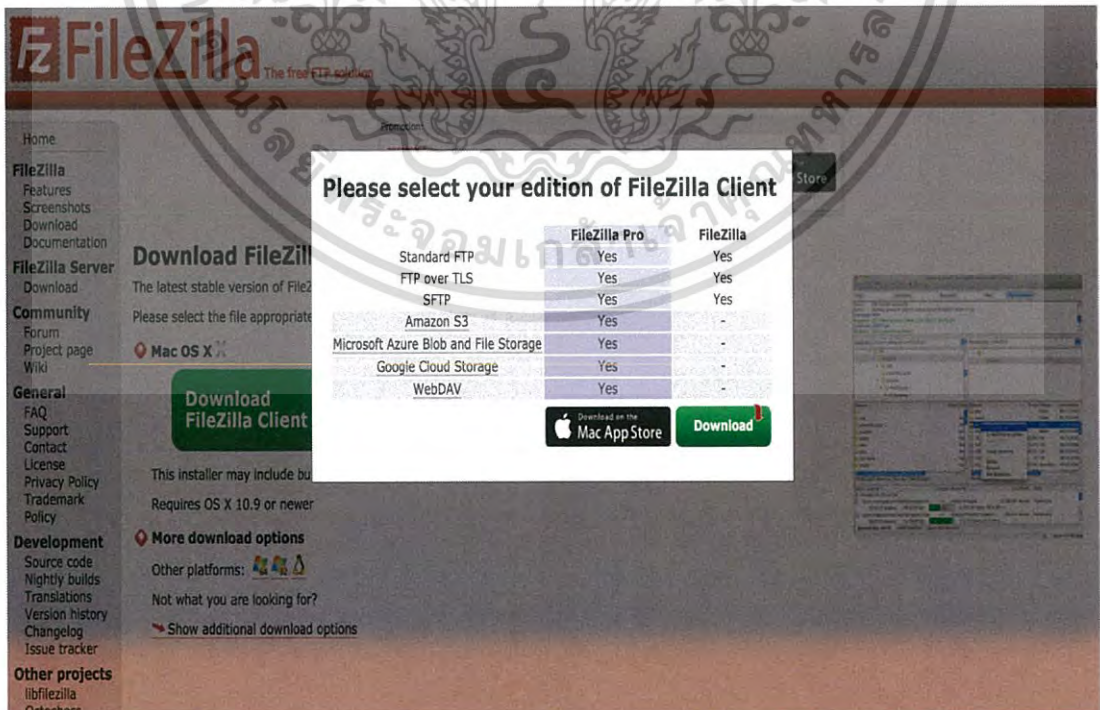 FileZilla The free FTP solution
Home
FileZilla
Features
Screenshots
Download
Documentation
FileZilla Server
Download
Community
Forum
Project page
Wiki
General
FAQ
Support
Contact
License
Privacy Policy
Trademark
Policy
Development
Source code
Nightly builds
Translations
Version history
Changelog
Issue tracker
Other projects
libfilezilla
Octochess
Promotion:
Store
Download FileZill
The latest stable version of FileZ
Please select the file appropriate
Mac OS X
Download
FileZilla Client
This installer may include bu
Requires OS X 10.9 or newer
More download options
Other platforms:
Not what you are looking for?
Show additional download options
Please select your edition of FileZilla Client
FileZilla Pro FileZilla
Standard FTP Yes Yes
FTP over TLS Yes Yes
SFTP Yes Yes
Amazon S3 Yes -
Microsoft Azure Blob and File Storage Yes -
Google Cloud Storage Yes -
WebDAV Yes -
Download on the
Mac App Store
Download